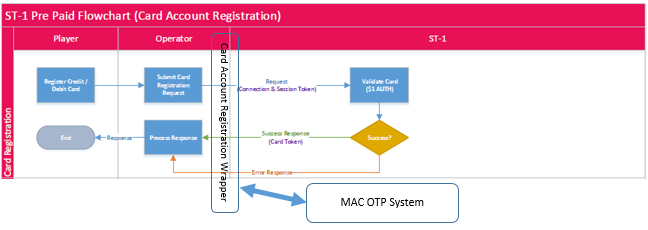 ST-1 Pre Paid Flowchart (Card Account Registration)
Player
Operator
ST-1
Card Registration
Card Account Registration Wrapper
Register Credit /
Debit Card
Submit Card
Registration
Request
Request
(Connection & Session Token)
Validate Card
($1 AUTH)
End
Response
Process Response
Success Response
(Card Token)
Success?
Error Response
MAC OTP System